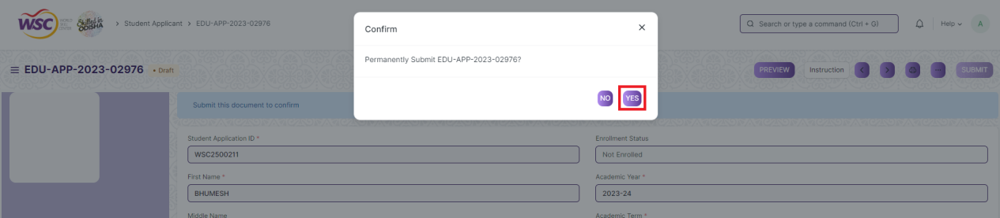 WSC WORLD SKILL CENTER Skilled in ODISHA > Student Applicant > EDU-APP-2023-02976
Search or type a command (Ctrl + G) Help A
Confirm
Permanently Submit EDU-APP-2023-02976?
NO YES
EDU-APP-2023-02976 • Draft
PREVIEW Instruction < > ... SUBMIT
Submit this document to confirm
Student Application ID *
WSC2500211
Enrollment Status
Not Enrolled
First Name *
BHUMESH
Academic Year *
2023-24
Middle Name
Academic Term *